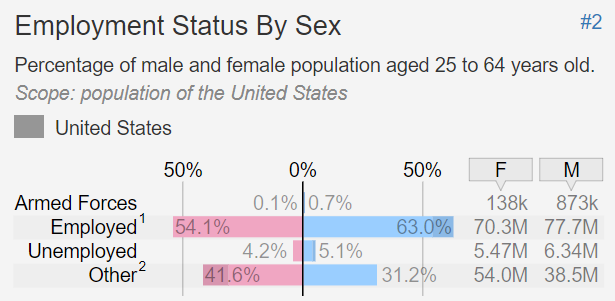 Employment Status By Sex #2
Percentage of male and female population aged 25 to 64 years old.
Scope: population of the United States
United States
50% 0% 50% F M
Armed Forces 0.1% 0.7% 138k 873k
Employed¹ 54.1% 63.0% 70.3M 77.7M
Unemployed 4.2% 5.1% 5.47M 6.34M
Other² 41.6% 31.2% 54.0M 38.5M